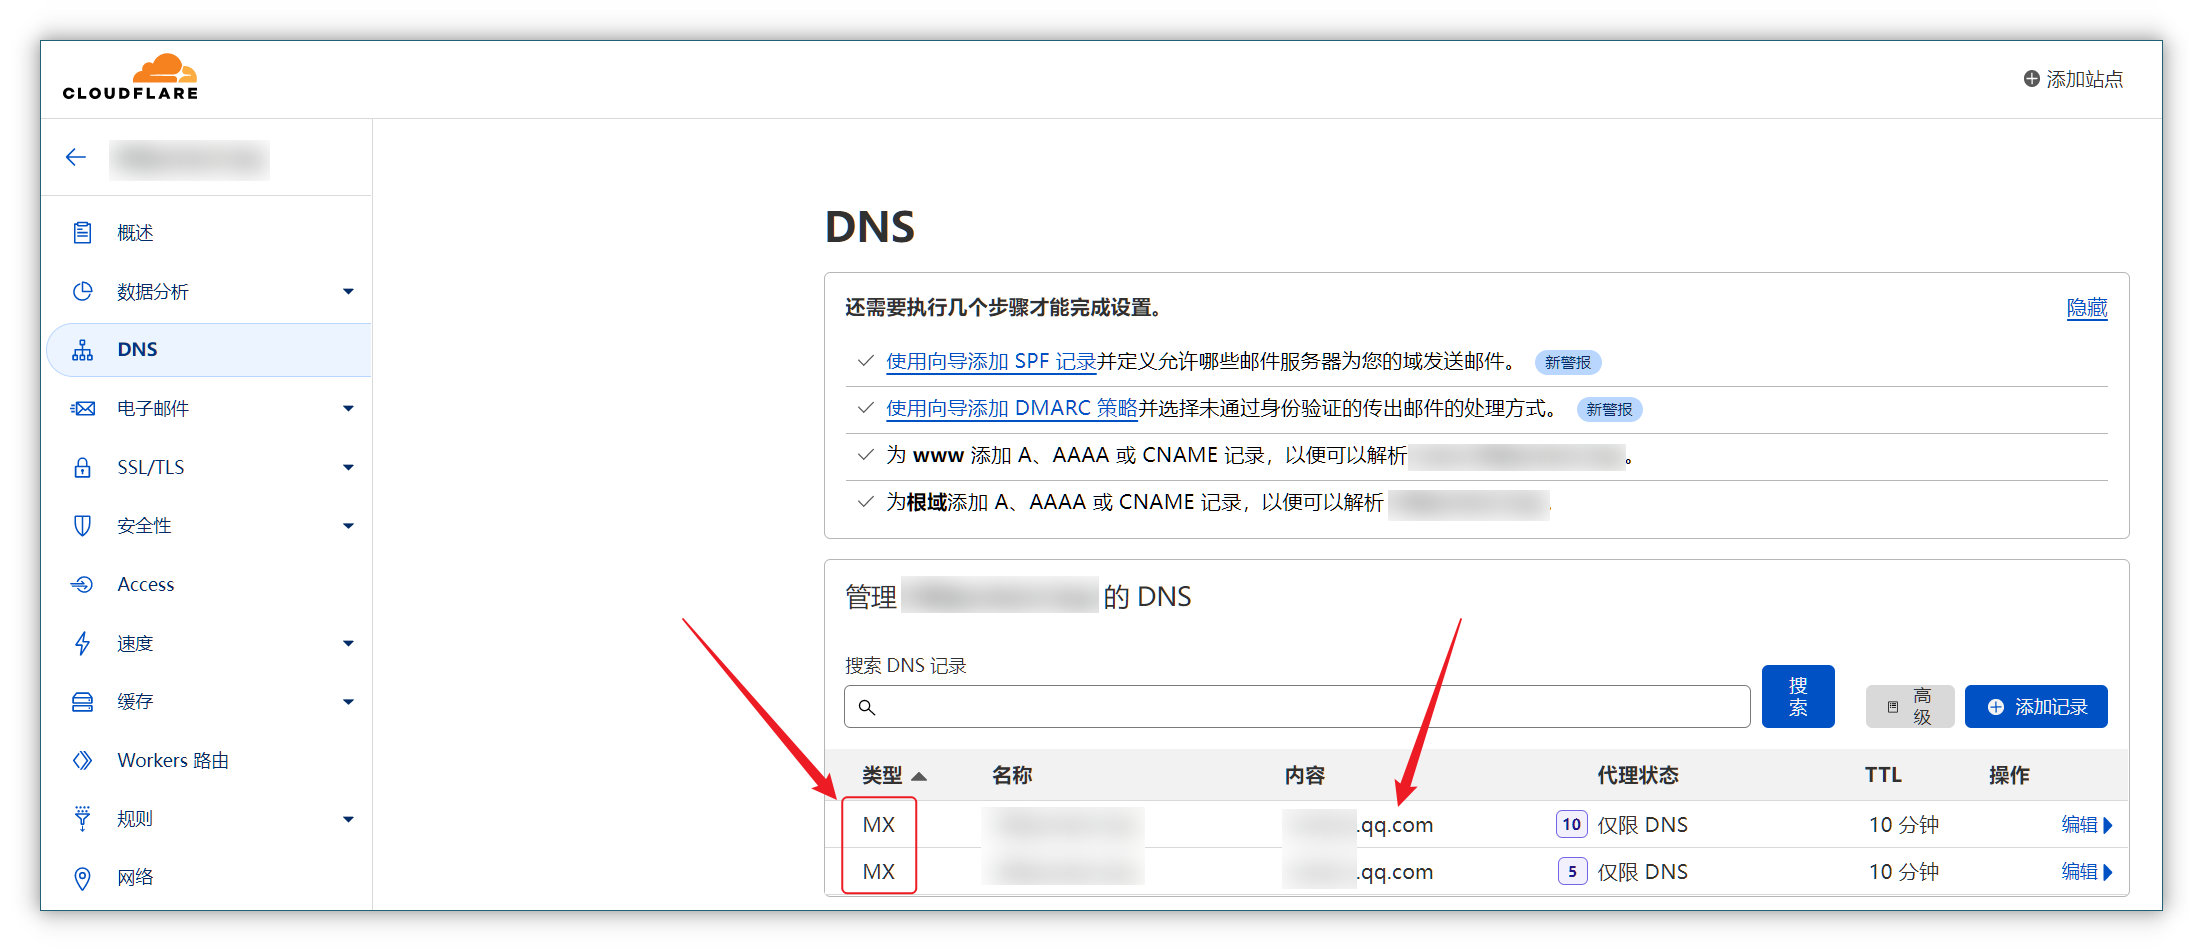 CLOUDFLARE
添加站点
概述
数据分析
DNS
电子邮件
SSL/TLS
安全性
Access
速度
缓存
Workers 路由
规则
网络
DNS
还需要执行几个步骤才能完成设置。
隐藏
使用向导添加 SPF 记录并定义允许哪些邮件服务器为您的域发送邮件。 新警报
使用向导添加 DMARC 策略并选择未通过身份验证的传出邮件的处理方式。 新警报
为 www 添加 A、AAAA 或 CNAME 记录，以便可以解析 。
为根域添加 A、AAAA 或 CNAME 记录，以便可以解析
管理 的 DNS
搜索 DNS 记录
搜索
高级
添加记录
类型 名称 内容 代理状态 TTL 操作
MX .qq.com 10 仅限 DNS 10 分钟 编辑
MX .qq.com 5 仅限 DNS 10 分钟 编辑